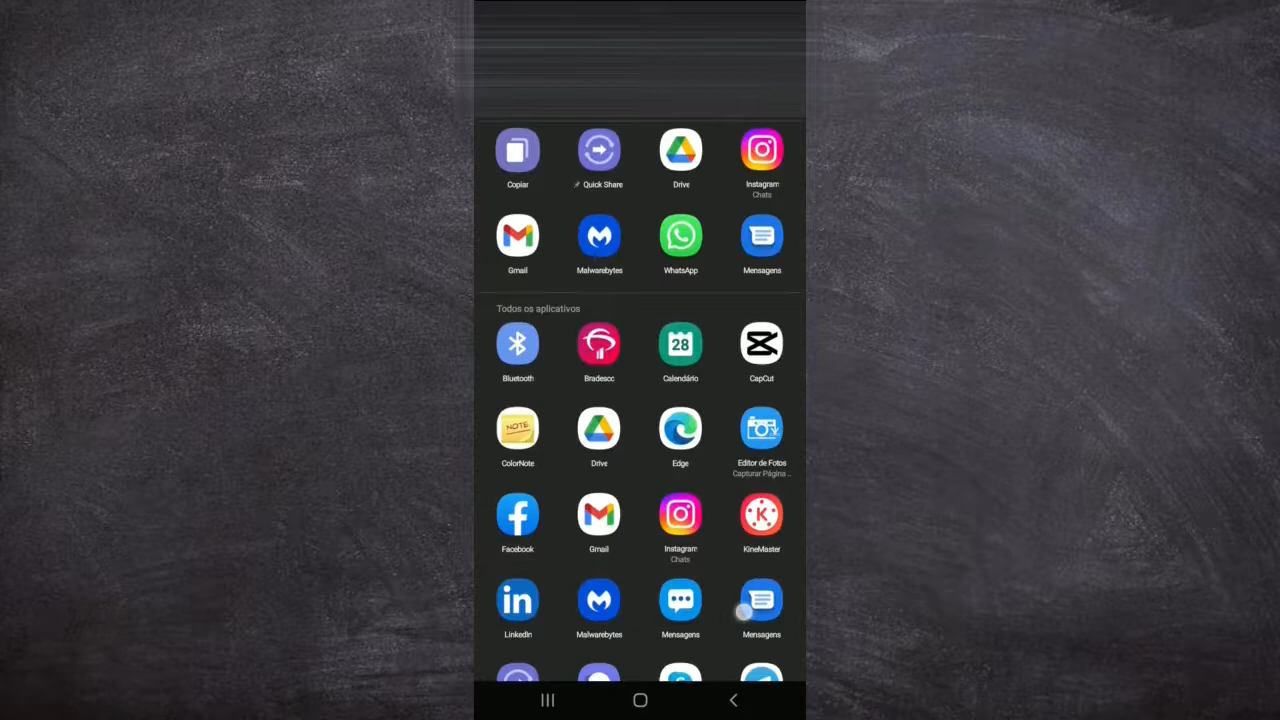 Copiar
Quick Share
Drive
Instagram
Chats
Gmail
Malwarebytes
WhatsApp
Mensagens
Todos os aplicativos
Bluetooth
Bradesco
28
Calendário
CapCut
NOTE
ColorNote
Drive
Edge
Editor de Fotos
Capturar Página ..
Facebook
Gmail
Instagram
Chats
K
KineMaster
in
LinkedIn
Malwarebytes
Mensagens
Mensagens